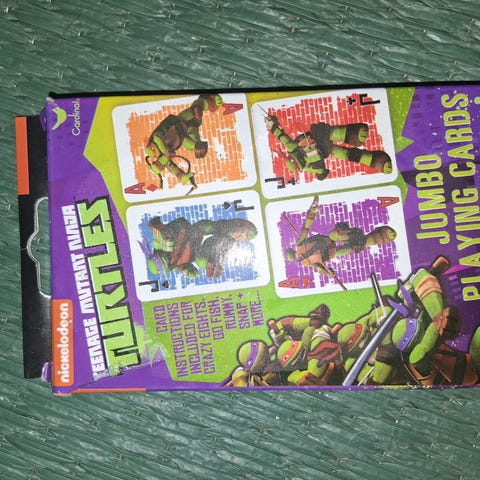 Cardinal®
nickelodeon
TEENAGE MUTANT NINJA
TURTLES
A
J
J
A
CARD
INSTRUCTIONS
INCLUDED FOR
CRAZY EIGHTS,
GO FISH,
RUMMY,
SNAT +
MORE...
JUMBO
PLAYING CARDS